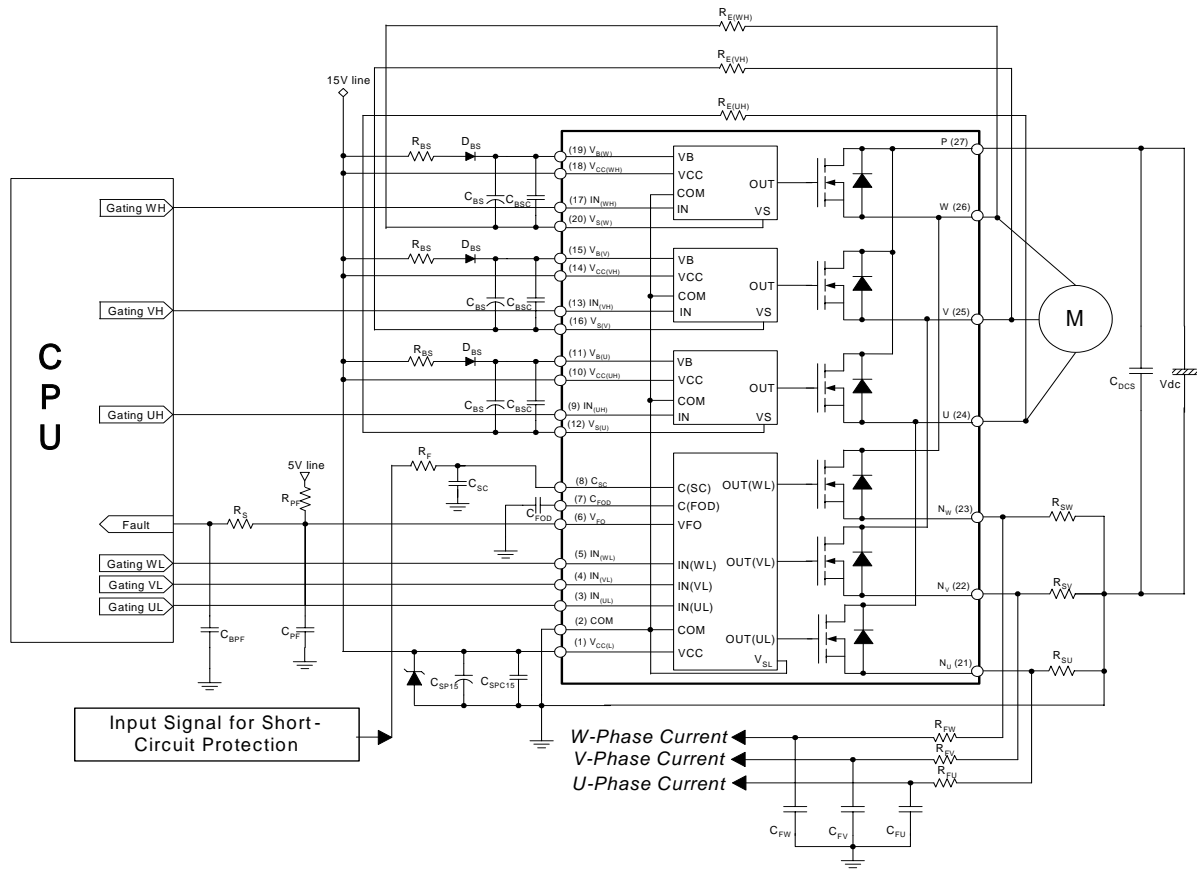 R_E(WH)
R_E(VH)
15V line
R_E(UH)
R_BS
D_BS
C_BS
C_BSC
(19) V_B(W)
(18) V_CC(WH)
(17) IN_(WH)
(20) V_S(W)
VB
VCC
COM
IN
OUT
VS
P (27)
W (26)
Gating WH
R_BS
D_BS
C_BS
C_BSC
(15) V_B(V)
(14) V_CC(VH)
(13) IN_(VH)
(16) V_S(V)
VB
VCC
COM
IN
OUT
VS
V (25)
M
Gating VH
CPU
R_BS
D_BS
C_BS
C_BSC
(11) V_B(U)
(10) V_CC(UH)
(9) IN_(UH)
(12) V_S(U)
VB
VCC
COM
IN
OUT
VS
U (24)
C_DCS
Vdc
Gating UH
R_F
C_SC
5V line
R_PF
R_S
C_FOD
Fault
Gating WL
Gating VL
Gating UL
C_BPF
C_PF
(8) C_SC
(7) C_FOD
(6) V_FO
(5) IN_(WL)
(4) IN_(VL)
(3) IN_(UL)
(2) COM
(1) V_CC(L)
C(SC)
C(FOD)
VFO
IN(WL)
IN(VL)
IN(UL)
COM
VCC
OUT(WL)
OUT(VL)
OUT(UL)
V_SL
N_W (23)
N_V (22)
N_U (21)
R_SW
R_SV
R_SU
C_SP15
C_SPC15
Input Signal for Short-
Circuit Protection
W-Phase Current
V-Phase Current
U-Phase Current
R_FW
R_FV
R_FU
C_FW
C_FV
C_FU